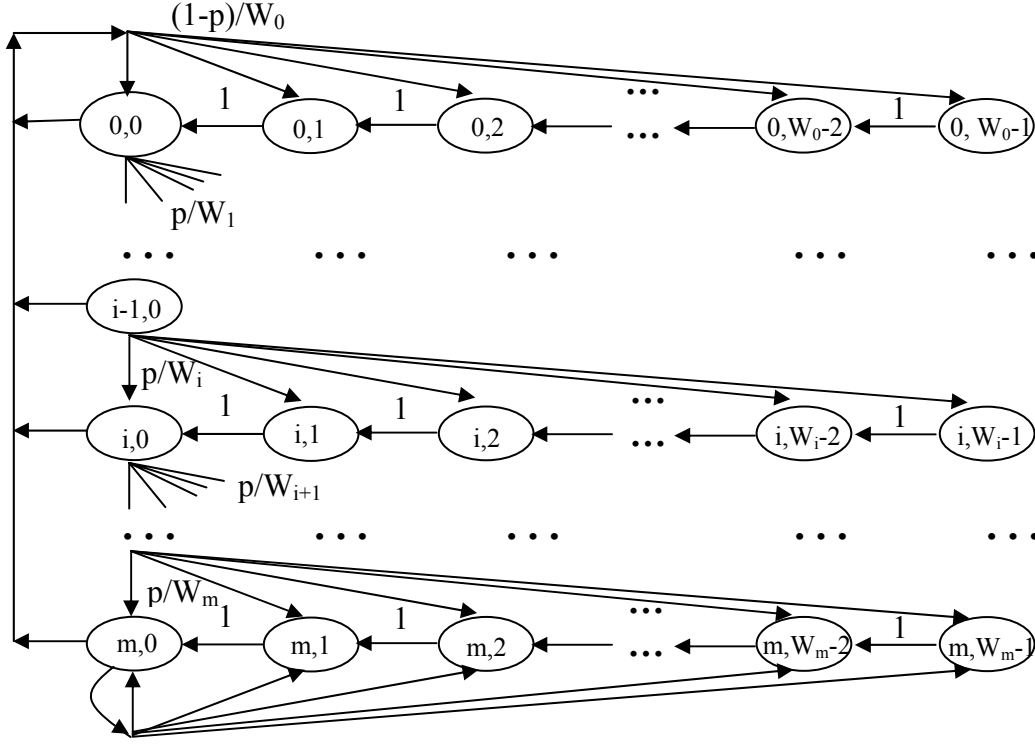 (1-p)/W₀
1 1 ... 1
0,0 0,1 0,2 ... 0,W₀-2 0, W₀-1
p/W₁
... ... ... ... ...
i-1,0
p/Wᵢ
1 1 ... 1
i,0 i,1 i,2 ... i,Wᵢ-2 i,Wᵢ-1
p/Wᵢ₊₁
... ... ... ... ...
p/Wₘ
1 1 ... 1
m,0 m,1 m,2 ... m,Wₘ-2 m,Wₘ-1